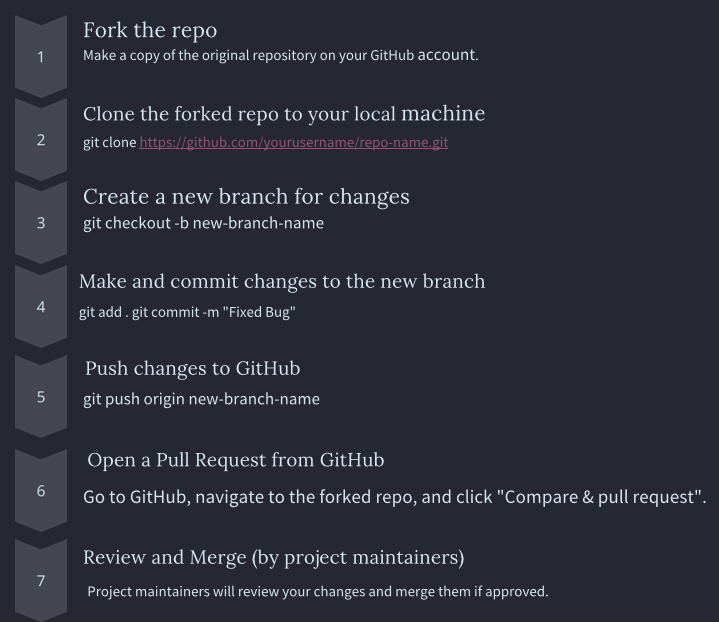 1
Fork the repo
Make a copy of the original repository on your GitHub account.
2
Clone the forked repo to your local machine
git clone https://github.com/yourusername/repo-name.git
3
Create a new branch for changes
git checkout -b new-branch-name
4
Make and commit changes to the new branch
git add . git commit -m "Fixed Bug"
5
Push changes to GitHub
git push origin new-branch-name
6
Open a Pull Request from GitHub
Go to GitHub, navigate to the forked repo, and click "Compare & pull request".
7
Review and Merge (by project maintainers)
Project maintainers will review your changes and merge them if approved.